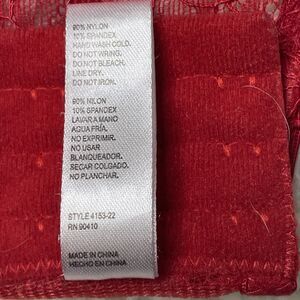 90% NYLON
10% SPANDEX
HAND WASH COLD.
DO NOT WRING.
DO NOT BLEACH.
LINE DRY.
DO NOT IRON.
90% NILON
10% SPANDEX
LAVAR A MANO
AGUA FRÍA.
NO EXPRIMIR.
NO USAR
BLANQUEADOR.
SECAR COLGADO.
NO PLANCHAR.
STYLE 4153-22
RN 90410
MADE IN CHINA
HECHO EN CHINA